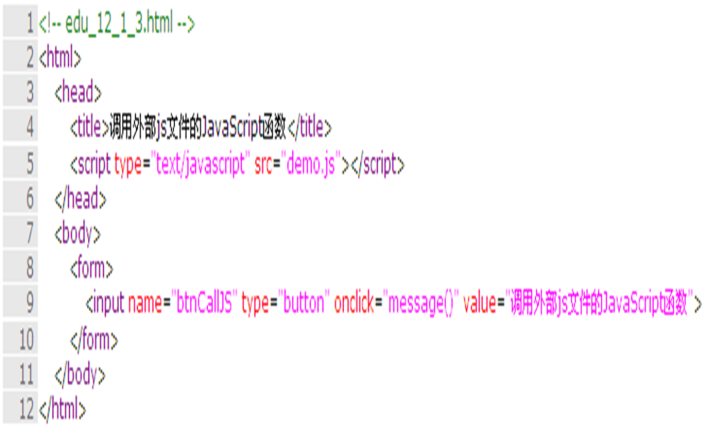 1 <!-- edu_12_1_3.html -->
2 <html>
3 <head>
4 <title>调用外部js文件的JavaScript函数</title>
5 <script type="text/javascript" src="demo.js"></script>
6 </head>
7 <body>
8 <form>
9 <input name="btnCallJS" type="button" onclick="message()" value="调用外部js文件的JavaScript函数">
10 </form>
11 </body>
12 </html>